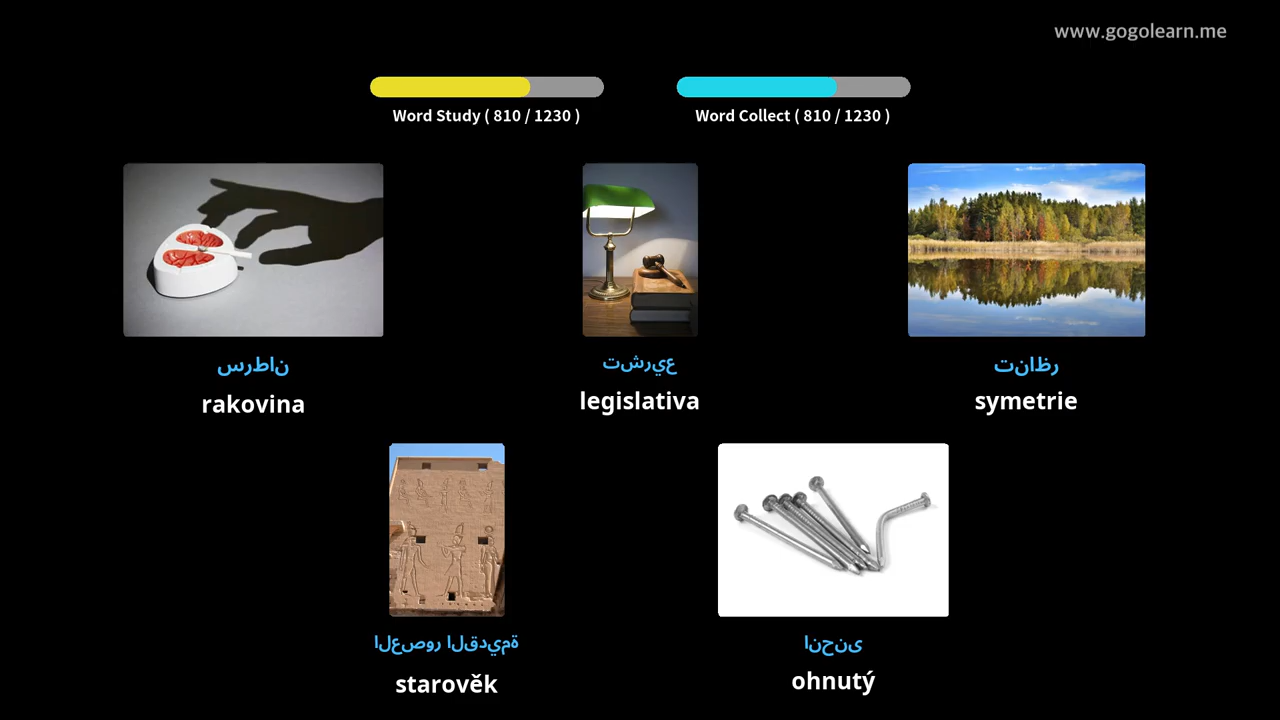 www.gogolearn.me
Word Study ( 810 / 1230 )
Word Collect ( 810 / 1230 )
سرطان
تشريع
تناظر
rakovina
legislativa
symetrie
العصور القديمة
انحنى
starověk
ohnutý